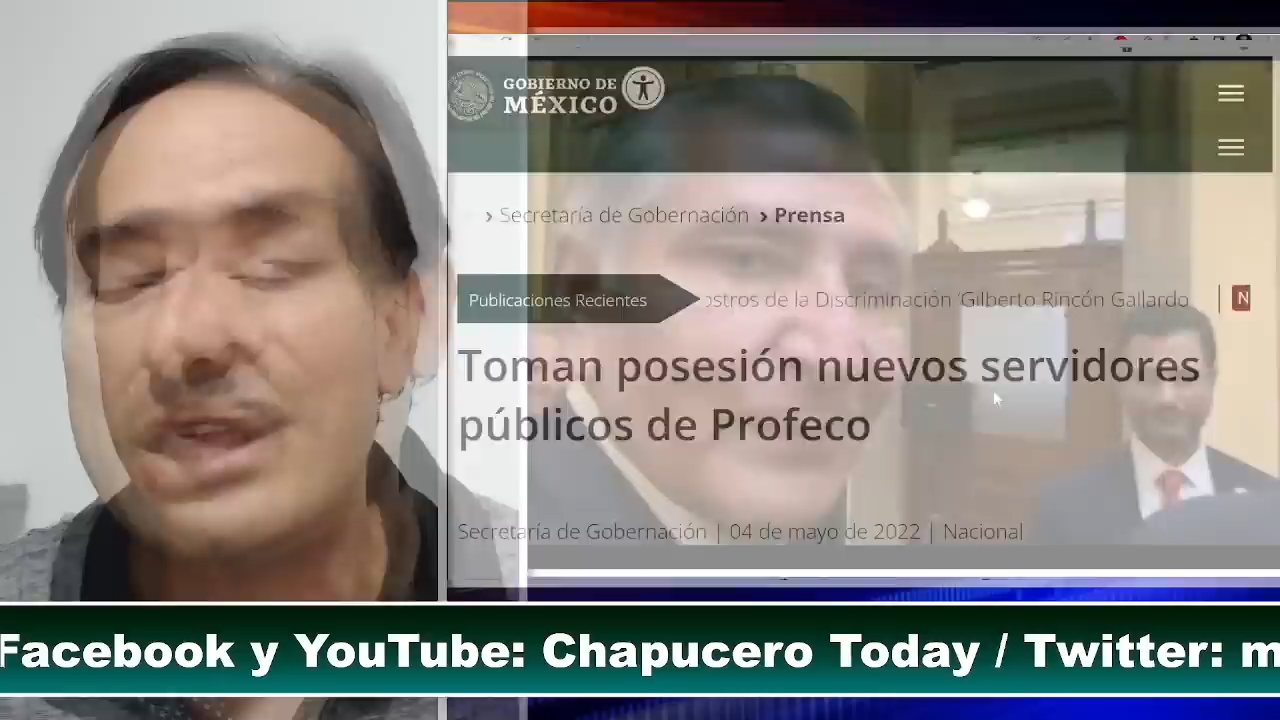 GOBIERNO DE
MÉXICO
› Secretaría de Gobernación › Prensa
Publicaciones Recientes
ostros de la Discriminación 'Gilberto Rincón Gallardo | N
Toman posesión nuevos servidores
públicos de Profeco
Secretaría de Gobernación | 04 de mayo de 2022 | Nacional
Facebook y YouTube: Chapucero Today / Twitter: m